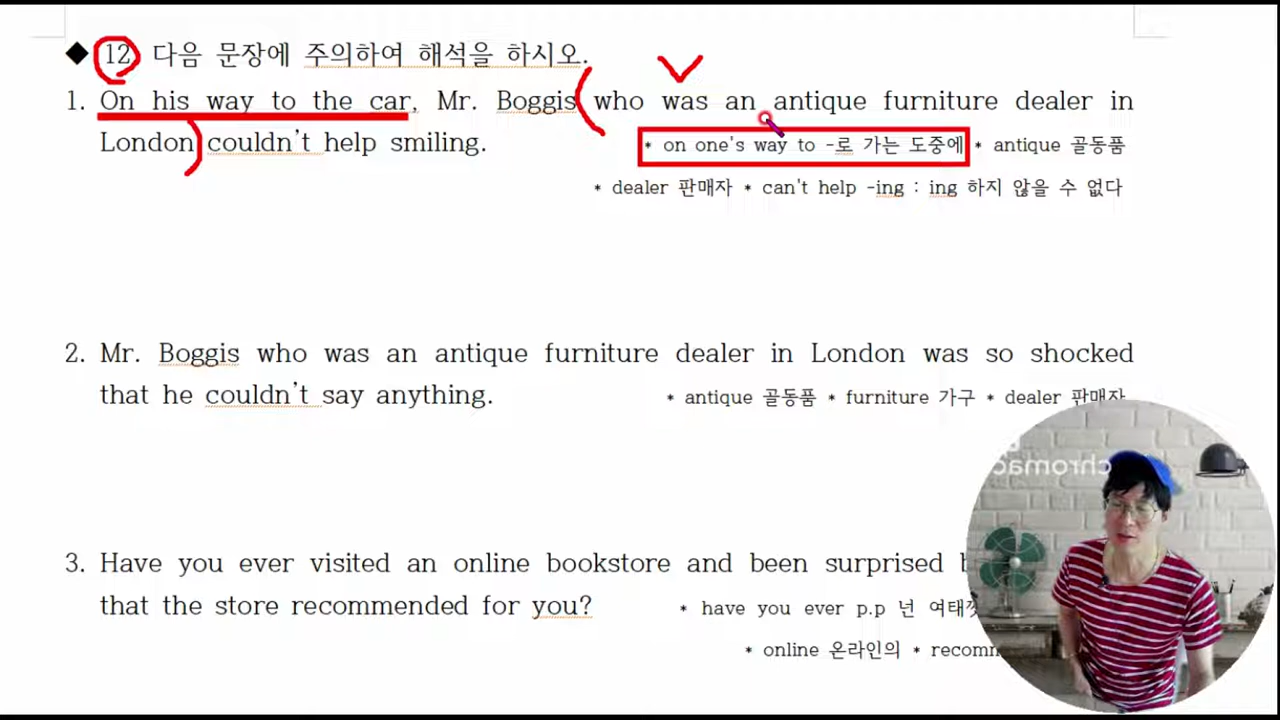 ◆ 12. 다음 문장에 주의하여 해석을 하시오.
1. On his way to the car, Mr. Boggis who was an antique furniture dealer in
London couldn't help smiling.
* on one's way to -로 가는 도중에 * antique 골동품
* dealer 판매자 * can't help -ing : ing 하지 않을 수 없다
2. Mr. Boggis who was an antique furniture dealer in London was so shocked
that he couldn't say anything.
* antique 골동품 * furniture 가구 * dealer 판매자
3. Have you ever visited an online bookstore and been surprised
that the store recommended for you?
* have you ever p.p 넌 여태껏
* online 온라인의 *
chromac